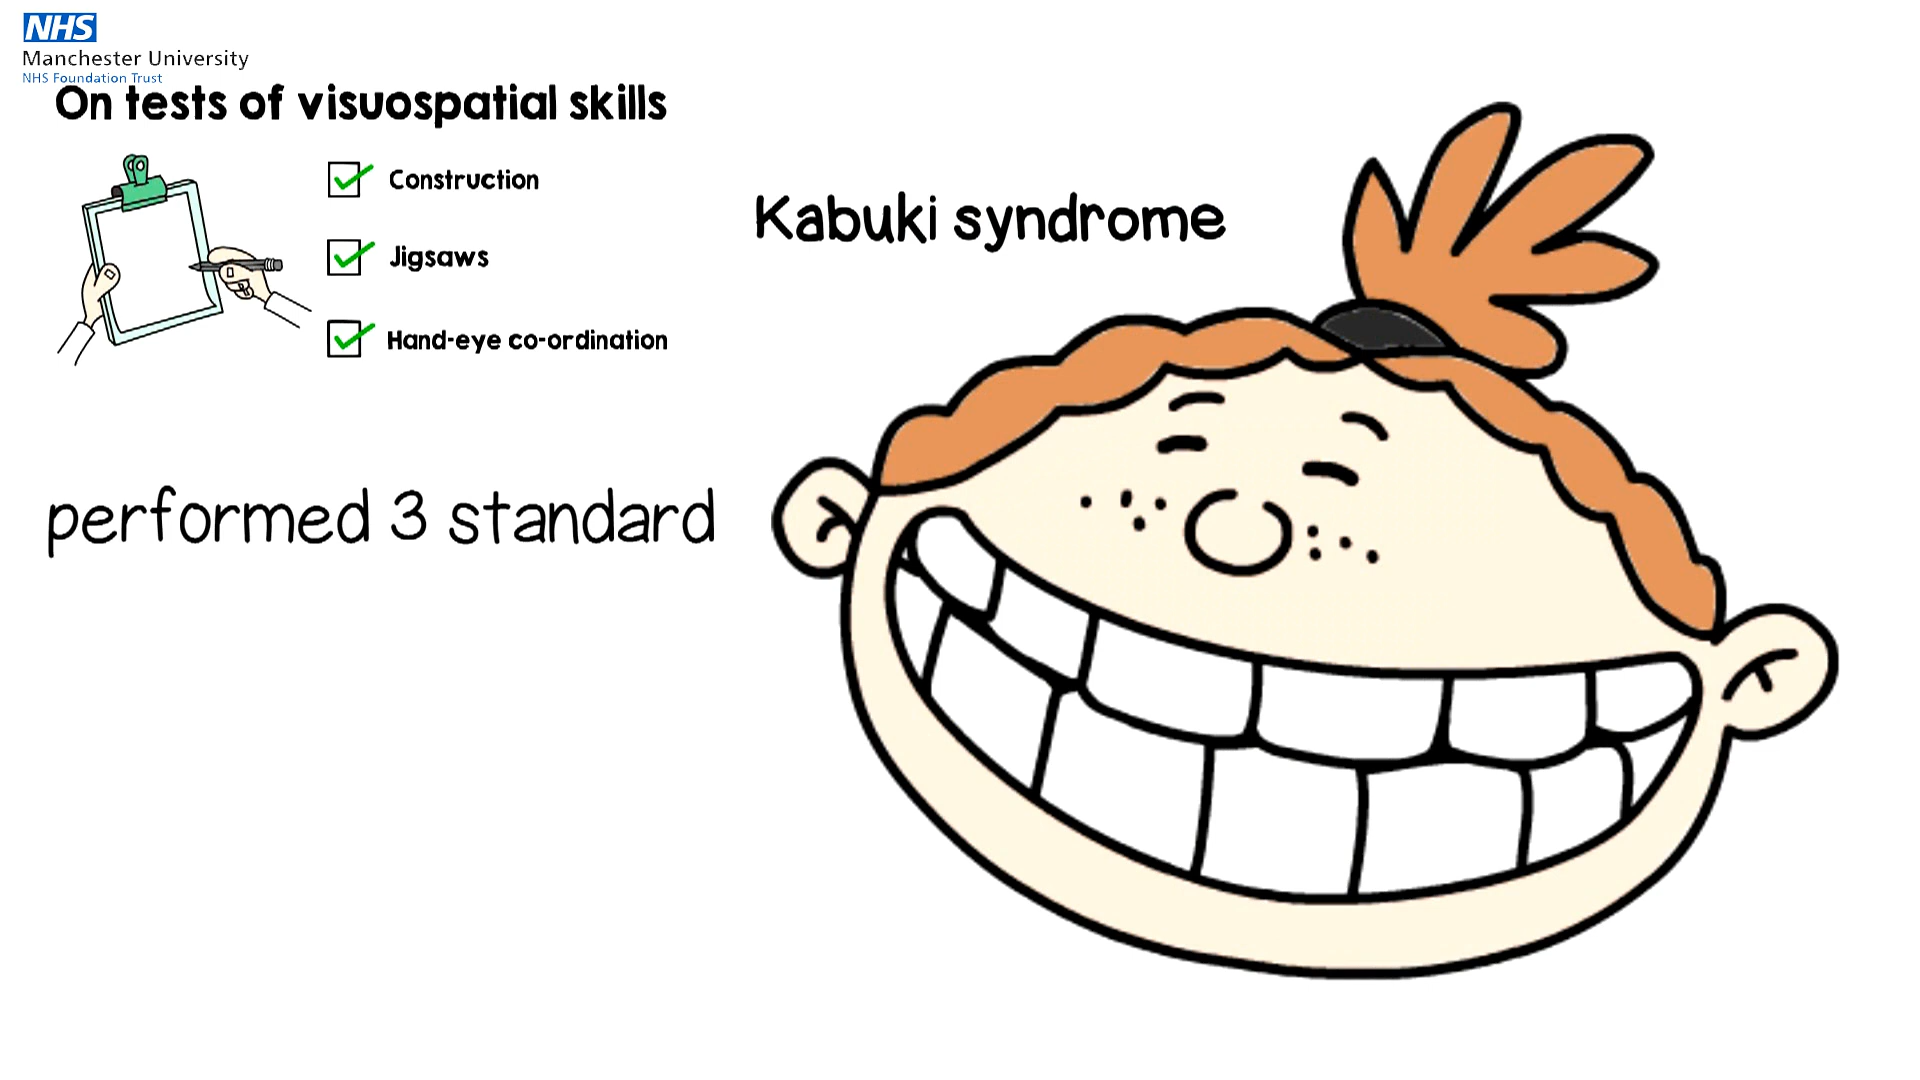 NHS
Manchester University
NHS Foundation Trust
On tests of visuospatial skills
Construction
Jigsaws
Hand-eye co-ordination
Kabuki syndrome
performed 3 standard